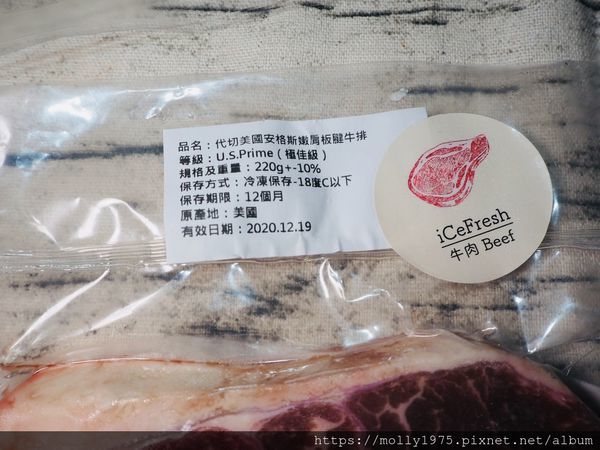 品名：代切美國安格斯嫩肩板腱牛排
等級：U.S.Prime（極佳級）
規格及重量：220g+-10%
保存方式：冷凍保存-18度C以下
保存期限：12個月
原產地：美國
有效日期：2020.12.19
iCeFresh
牛肉 Beef
https://molly1975.pixnet.net/album